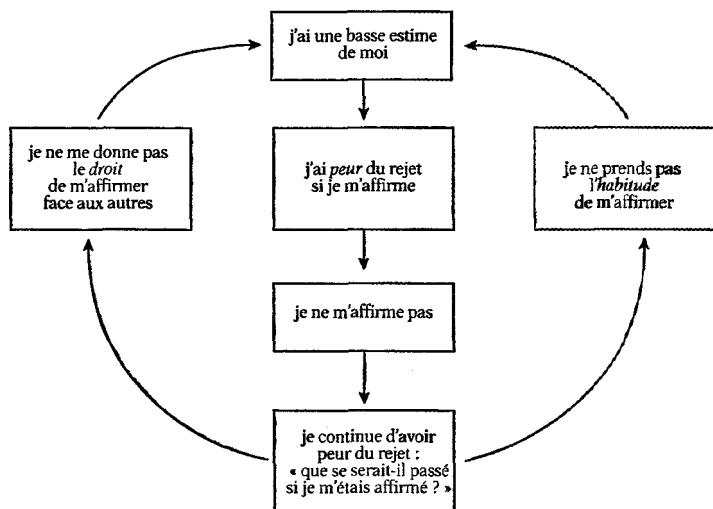 j'ai une basse estime
de moi
je ne me donne pas
le droit
de m'affirmer
face aux autres
j'ai peur du rejet
si je m'affirme
je ne prends pas
l'habitude
de m'affirmer
je ne m'affirme pas
je continue d'avoir
peur du rejet :
« que se serait-il passé
si je m'étais affirmé ? »